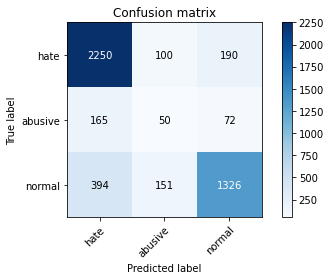 Confusion matrix
True label
hate
abusive
normal
2250 100 190
165 50 72
394 151 1326
hate
abusive
normal
Predicted label
2250
2000
1750
1500
1250
1000
750
500
250